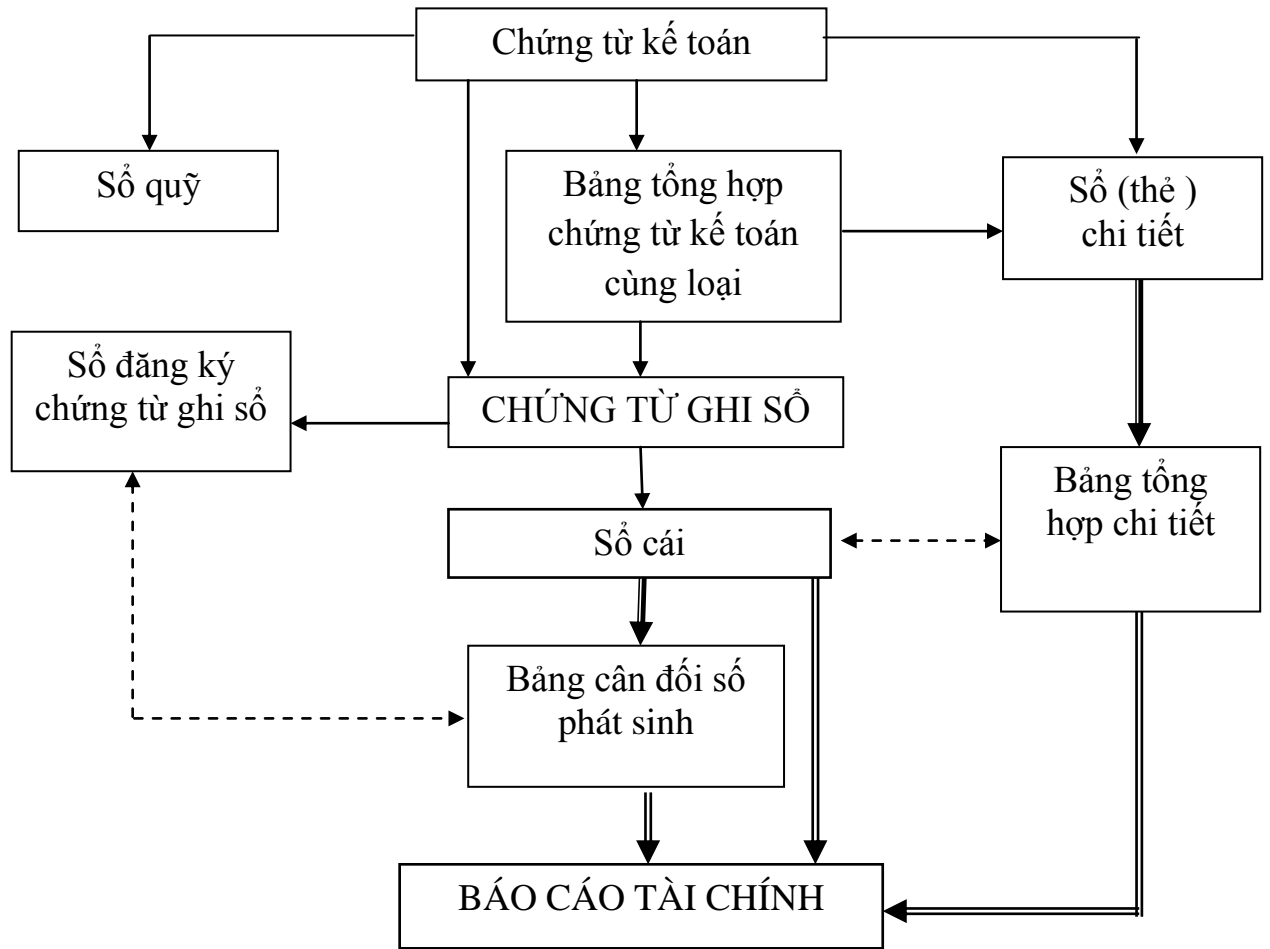 Chứng từ kế toán
Sổ quỹ
Bảng tổng hợp
chứng từ kế toán
cùng loại
Sổ (thẻ )
chi tiết
Sổ đăng ký
chứng từ ghi sổ
CHỨNG TỪ GHI SỔ
Bảng tổng
hợp chi tiết
Sổ cái
Bảng cân đối số
phát sinh
BÁO CÁO TÀI CHÍNH